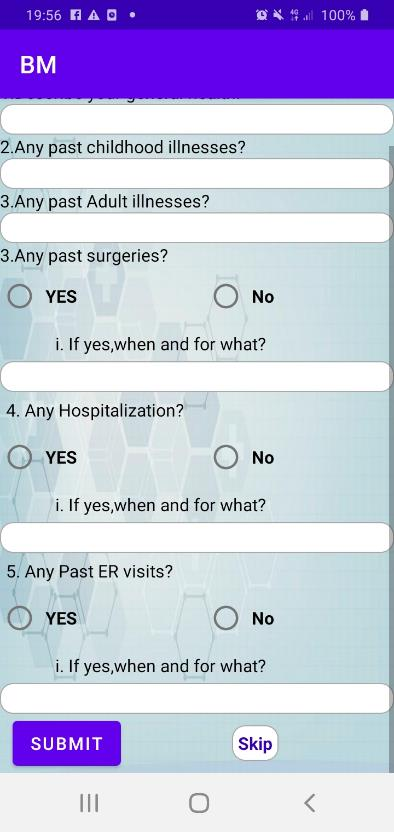 19:56 100%
BM
2.Any past childhood illnesses?
3.Any past Adult illnesses?
3.Any past surgeries?
YES No
i. If yes,when and for what?
4. Any Hospitalization?
YES No
i. If yes,when and for what?
5. Any Past ER visits?
YES No
i. If yes,when and for what?
SUBMIT Skip